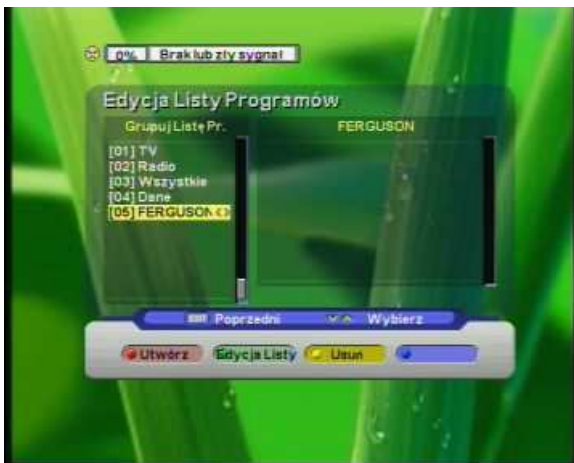 0% Brak lub zły sygnał
Edycja Listy Programów
Grupuj Listę Pr. FERGUSON
[01] TV
[02] Radio
[03] Wszystkie
[04] Dane
[05] FERGUSON
EXIT Poprzedni Wybierz
Utwórz Edycja Listy Usuń